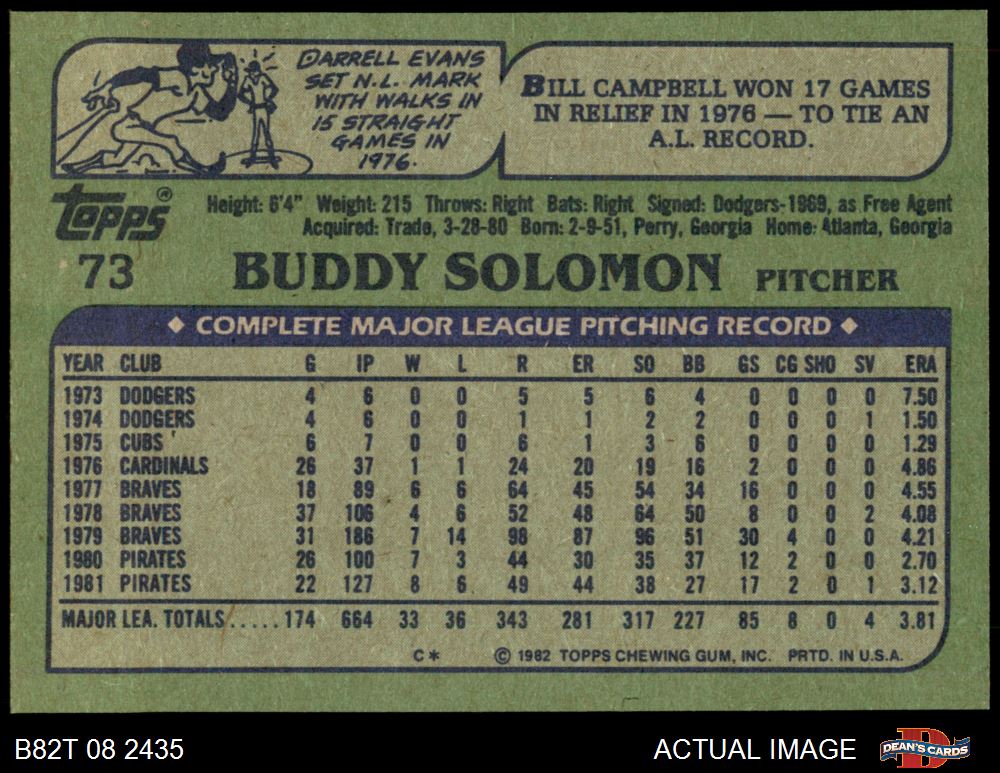 DARRELL EVANS
SET N.L. MARK
WITH WALKS IN
15 STRAIGHT
GAMES IN
1976.
BILL CAMPBELL WON 17 GAMES
IN RELIEF IN 1976 — TO TIE AN
A.L. RECORD.
Topps®
Height: 6'4" Weight: 215 Throws: Right Bats: Right Signed: Dodgers-1969, as Free Agent
Acquired: Trade, 3-28-80 Born: 2-9-51, Perry, Georgia Home: Atlanta, Georgia
73 BUDDY SOLOMON PITCHER
◆ COMPLETE MAJOR LEAGUE PITCHING RECORD ◆
YEAR CLUB G IP W L R ER SO BB GS CG SHO SV ERA
1973 DODGERS 4 6 0 0 5 5 6 4 0 0 0 0 7.50
1974 DODGERS 4 6 0 0 1 1 2 2 0 0 0 1 1.50
1975 CUBS 6 7 0 0 6 1 3 6 0 0 0 0 1.29
1976 CARDINALS 26 37 1 1 24 20 19 16 2 0 0 0 4.86
1977 BRAVES 18 89 6 6 64 45 54 34 16 0 0 0 4.55
1978 BRAVES 37 106 4 6 52 48 64 50 8 0 0 2 4.08
1979 BRAVES 31 186 7 14 98 87 96 51 30 4 0 0 4.21
1980 PIRATES 26 100 7 3 44 30 35 37 12 2 0 0 2.70
1981 PIRATES 22 127 8 6 49 44 38 27 17 2 0 1 3.12
MAJOR LEA. TOTALS.....174 664 33 36 343 281 317 227 85 8 0 4 3.81
C* © 1982 TOPPS CHEWING GUM, INC. PRTD. IN U.S.A.
B82T 08 2435 ACTUAL IMAGE DEAN'S CARDS